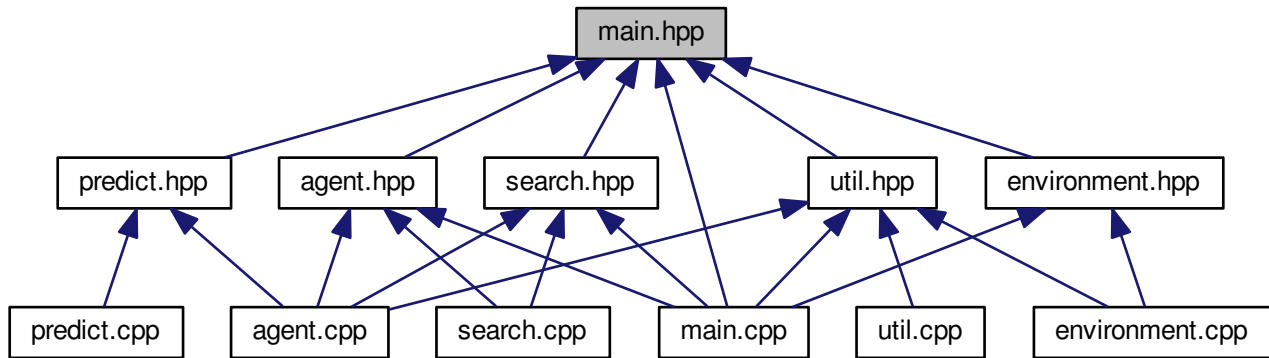 main.hpp
predict.hpp
agent.hpp
search.hpp
util.hpp
environment.hpp
predict.cpp
agent.cpp
search.cpp
main.cpp
util.cpp
environment.cpp